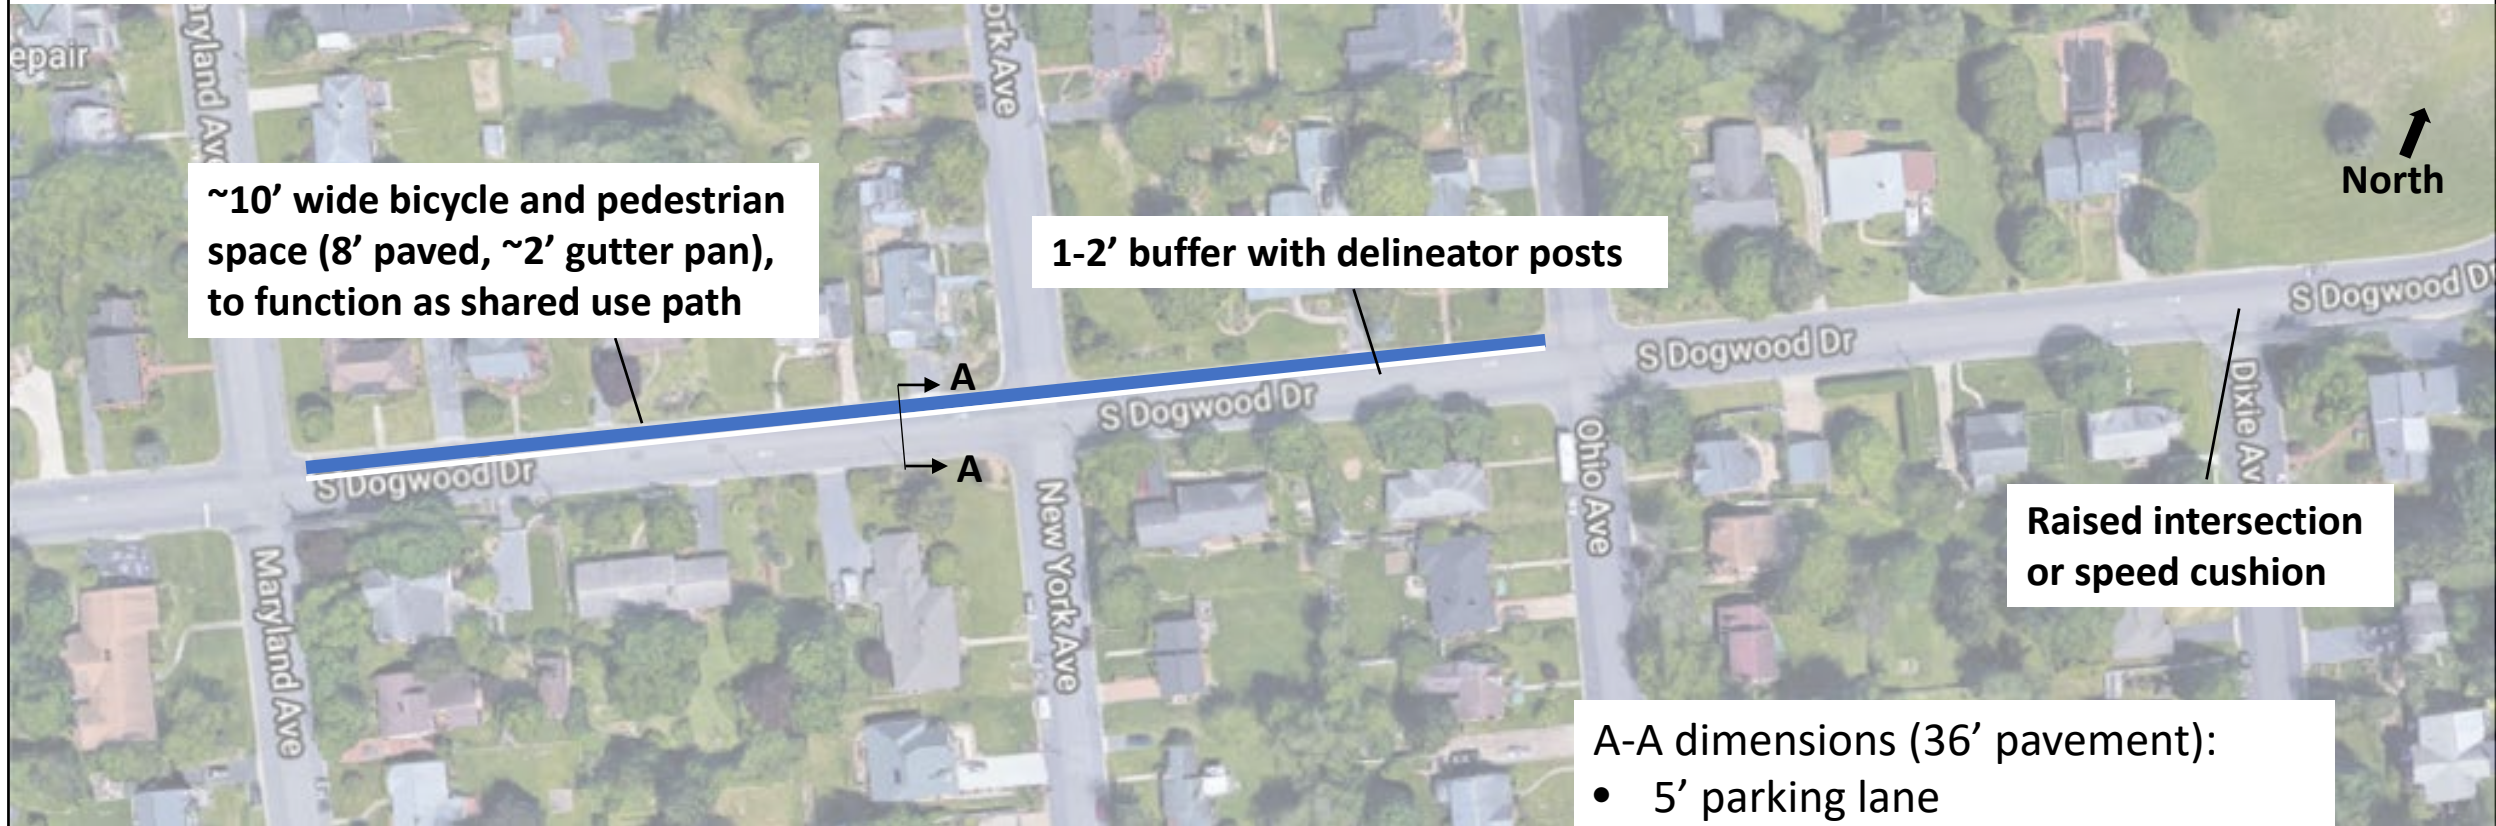 epair
aryland Ave
ork Ave
North
~10’ wide bicycle and pedestrian
space (8’ paved, ~2’ gutter pan),
to function as shared use path
1-2’ buffer with delineator posts
S Dogwood Dr
S Dogwood Dr
A
S Dogwood Dr
A
S Dogwood Dr
Dixie Av
Ohio Ave
New York Ave
Maryland Ave
Raised intersection
or speed cushion
A-A dimensions (36’ pavement):
• 5’ parking lane